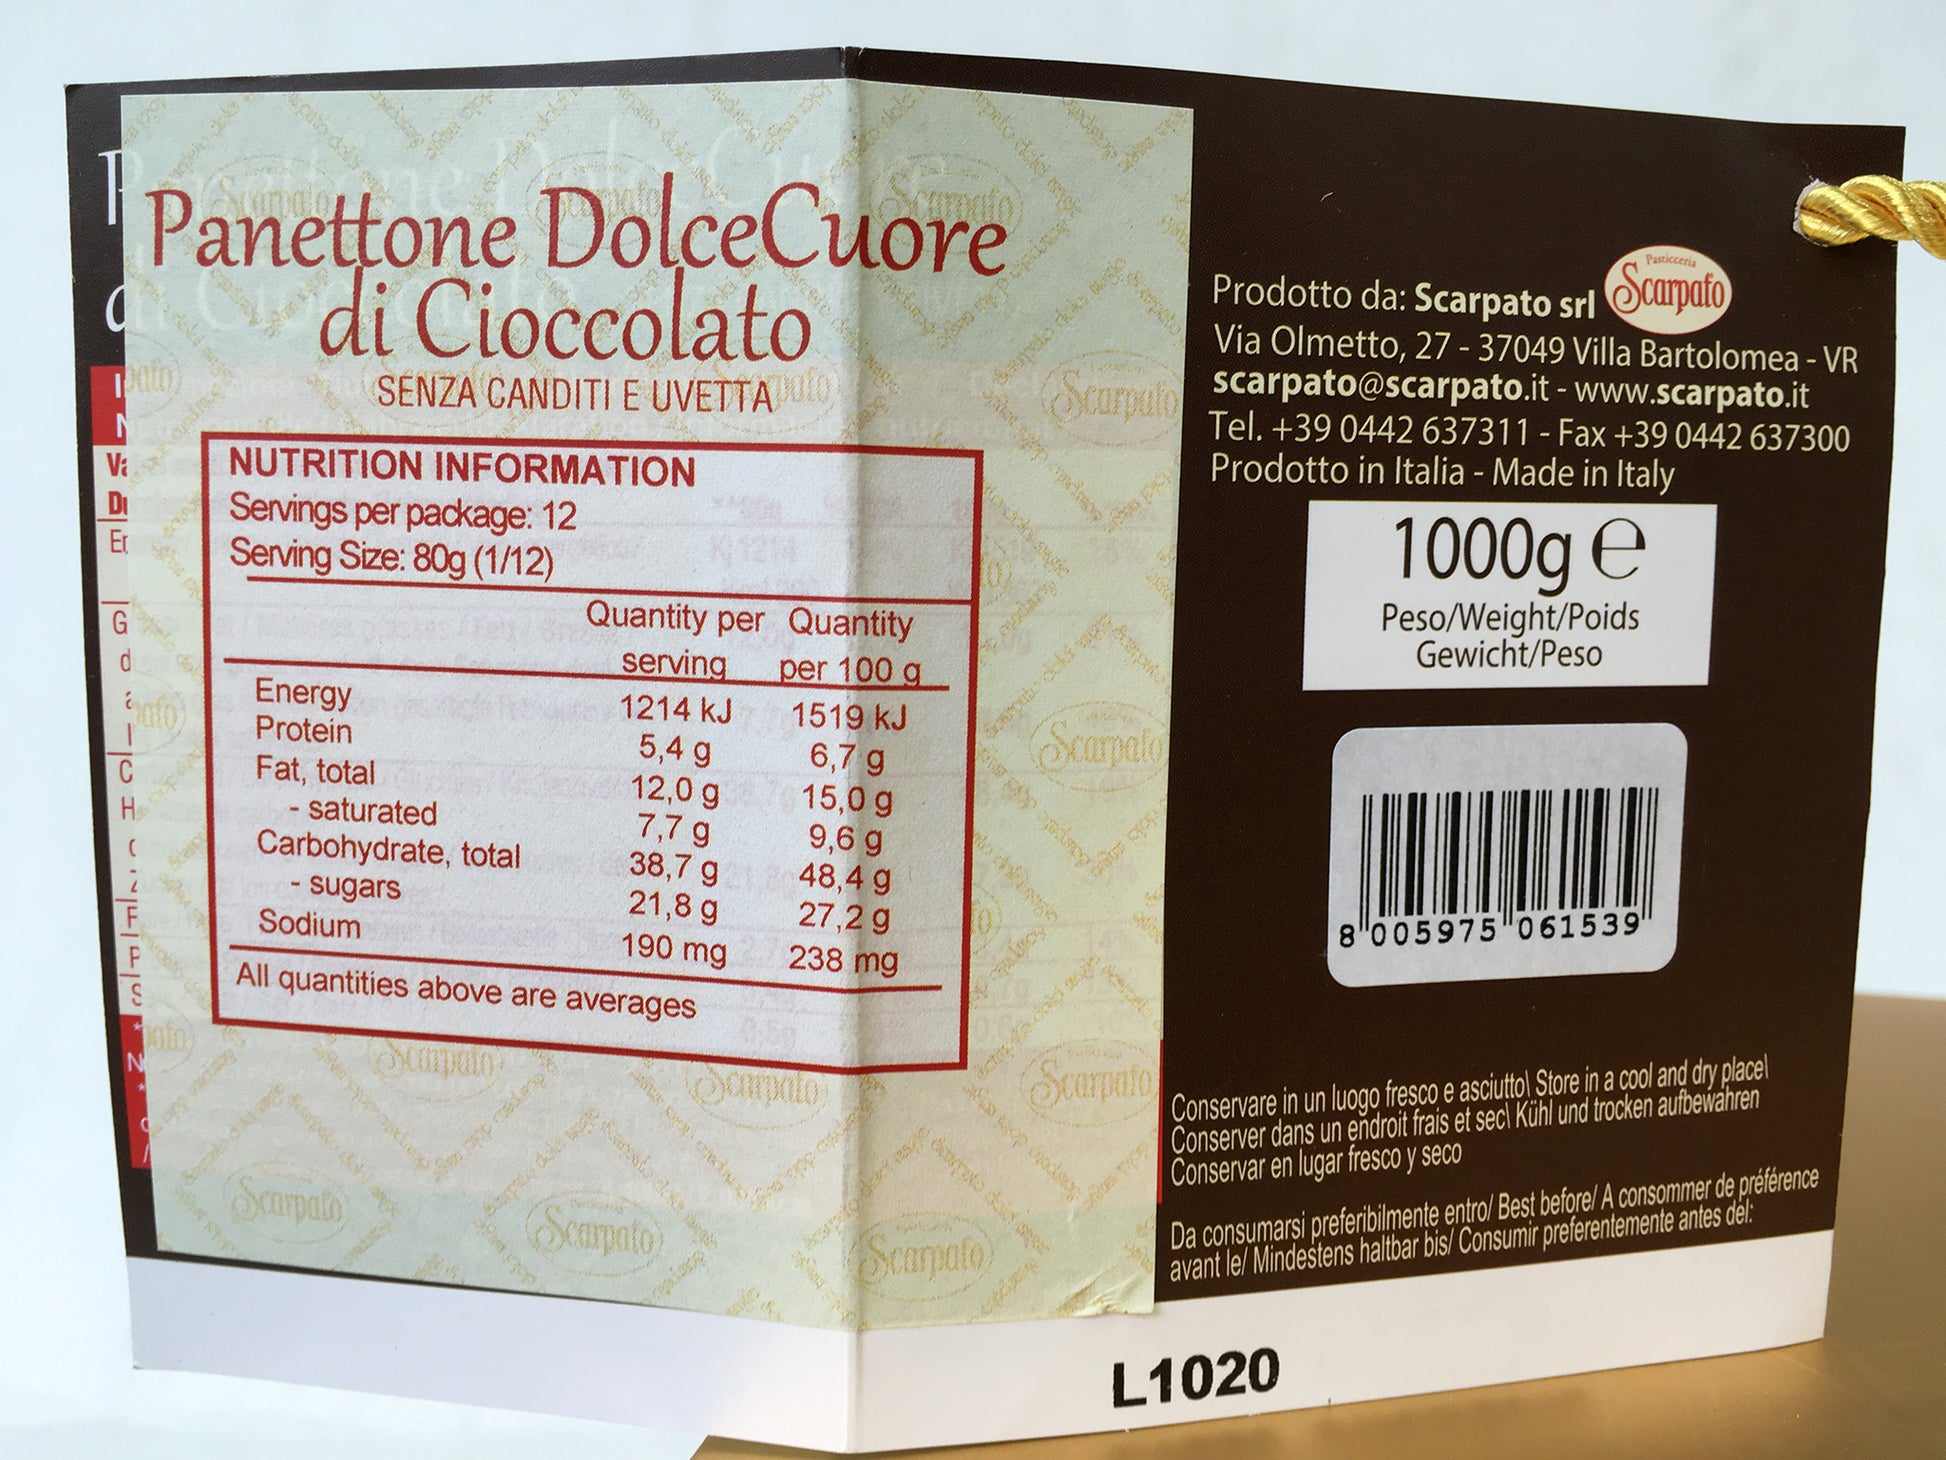 Panettone DolceCuore
di Cioccolato
SENZA CANDITI E UVETTA
NUTRITION INFORMATION
Servings per package: 12
Serving Size: 80g (1/12)
Quantity per serving Quantity per 100 g
Energy 1214 kJ 1519 kJ
Protein 5,4 g 6,7 g
Fat, total 12,0 g 15,0 g
- saturated 7,7 g 9,6 g
Carbohydrate, total 38,7 g 48,4 g
- sugars 21,8 g 27,2 g
Sodium 190 mg 238 mg
All quantities above are averages
Prodotto da: Scarpato srl
Pasticceria
Scarpato
Via Olmetto, 27 - 37049 Villa Bartolomea - VR
scarpato@scarpato.it - www.scarpato.it
Tel. +39 0442 637311 - Fax +39 0442 637300
Prodotto in Italia - Made in Italy
1000g e
Peso/Weight/Poids
Gewicht/Peso
8 005975 061539
Conservare in un luogo fresco e asciutto\ Store in a cool and dry place\
Conserver dans un endroit frais et sec\ Kühl und trocken aufbewahren
Conservar en lugar fresco y seco
Da consumarsi preferibilmente entro/ Best before/ A consommer de préférence
avant le/ Mindestens haltbar bis/ Consumir preferentemente antes del:
L1020